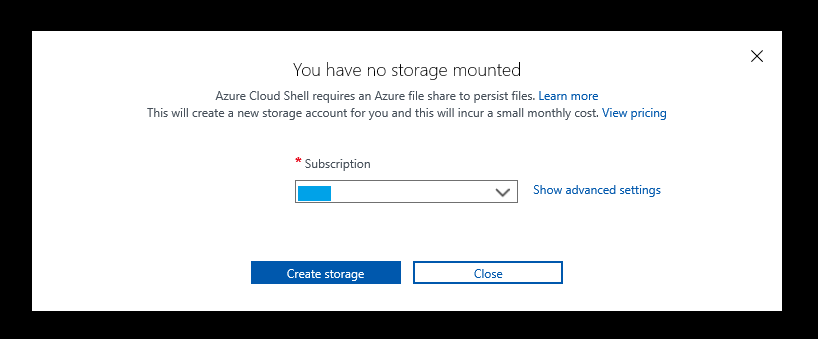 You have no storage mounted
Azure Cloud Shell requires an Azure file share to persist files. Learn more
This will create a new storage account for you and this will incur a small monthly cost. View pricing
* Subscription
Show advanced settings
Create storage
Close